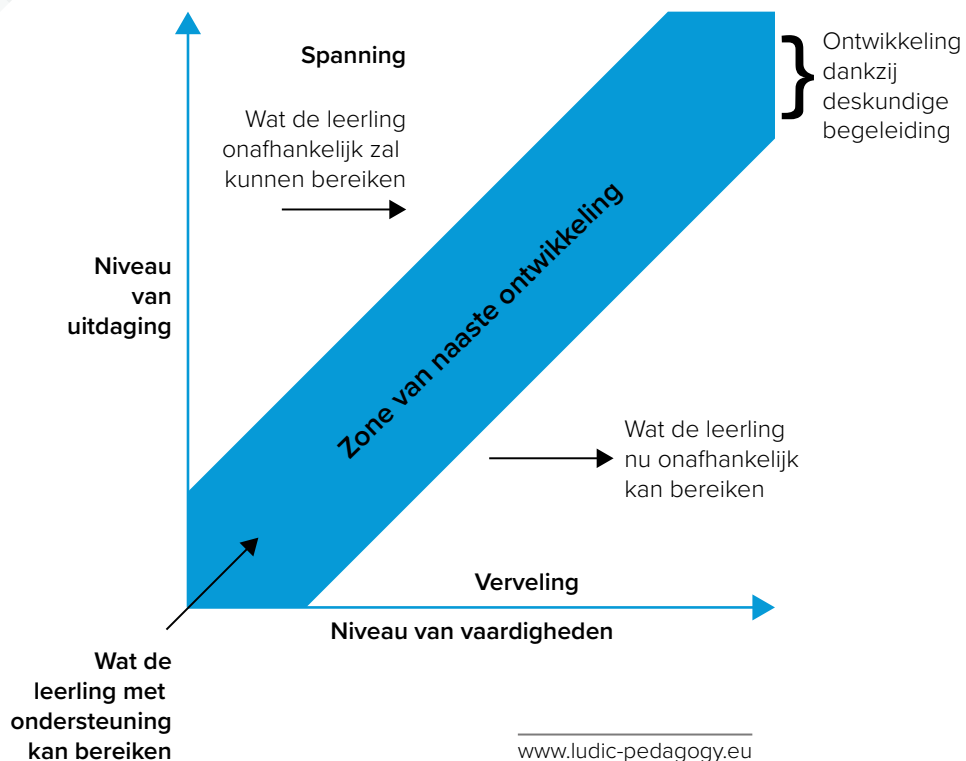 Spanning
Ontwikkeling
dankzij
deskundige
begeleiding
Wat de leerling
onafhankelijk zal
kunnen bereiken
Niveau
van
uitdaging
Zone van naaste ontwikkeling
Wat de leerling
nu onafhankelijk
kan bereiken
Verveling
Niveau van vaardigheden
Wat de
leerling met
ondersteuning
kan bereiken
www.ludic-pedagogy.eu